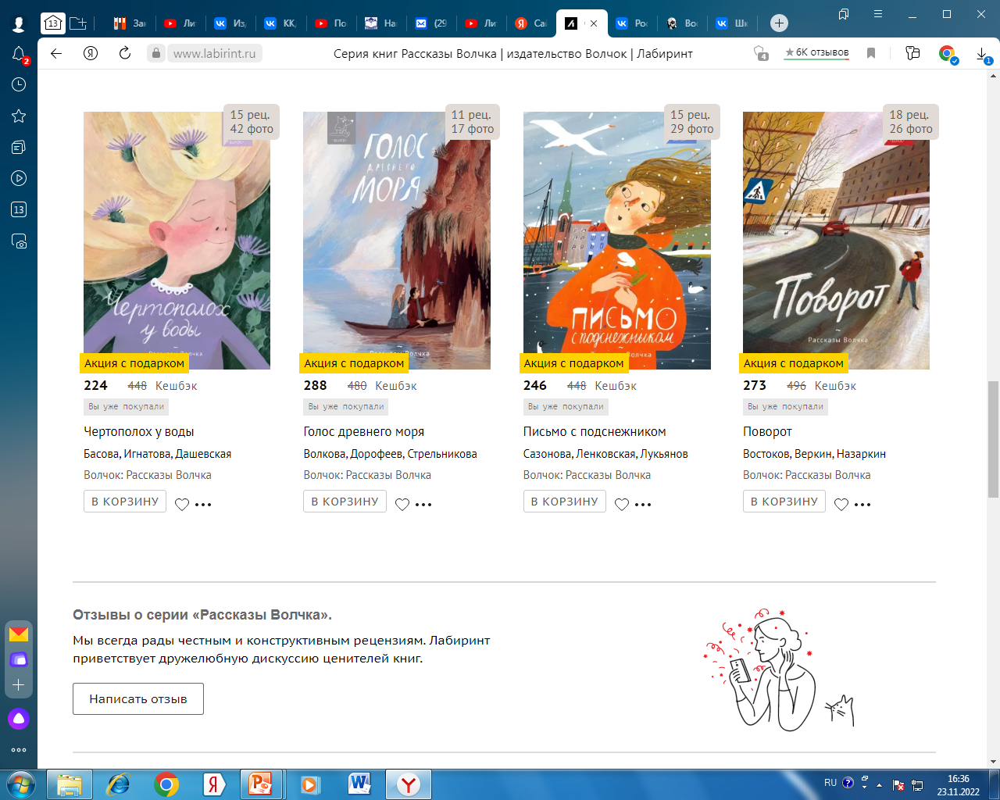 13
За
Ли
Из,
КК,
По
На
(29
Ли
Са
Рос
Во
Шк
2
www.labirint.ru
Серия книг Рассказы Волчка | издательство Волчок | Лабиринт
4
6K отзывов
1
13
15 рец.
42 фото
Чертополох
у воды
Акция с подарком
224 448 Кешбэк
Вы уже покупали
Чертополох у воды
Басова, Игнатова, Дашевская
Волчок: Рассказы Волчка
В КОРЗИНУ
11 рец.
17 фото
ГОЛОС
ДРЕВНЕГО
МОРЯ
Рассказы Волчка
Акция с подарком
288 480 Кешбэк
Вы уже покупали
Голос древнего моря
Волкова, Дорофеев, Стрельникова
Волчок: Рассказы Волчка
В КОРЗИНУ
15 рец.
29 фото
ПИСЬМО
с подснежником
Рассказы Волчка
Акция с подарком
246 448 Кешбэк
Вы уже покупали
Письмо с подснежником
Сазонова, Ленковская, Лукьянов
Волчок: Рассказы Волчка
В КОРЗИНУ
18 рец.
26 фото
Поворот
Рассказы Волчка
Акция с подарком
273 496 Кешбэк
Вы уже покупали
Поворот
Востоков, Веркин, Назаркин
Волчок: Рассказы Волчка
В КОРЗИНУ
Отзывы о серии «Рассказы Волчка».
Мы всегда рады честным и конструктивным рецензиям. Лабиринт
приветствует дружелюбную дискуссию ценителей книг.
Написать отзыв
RU
16:36
23.11.2022